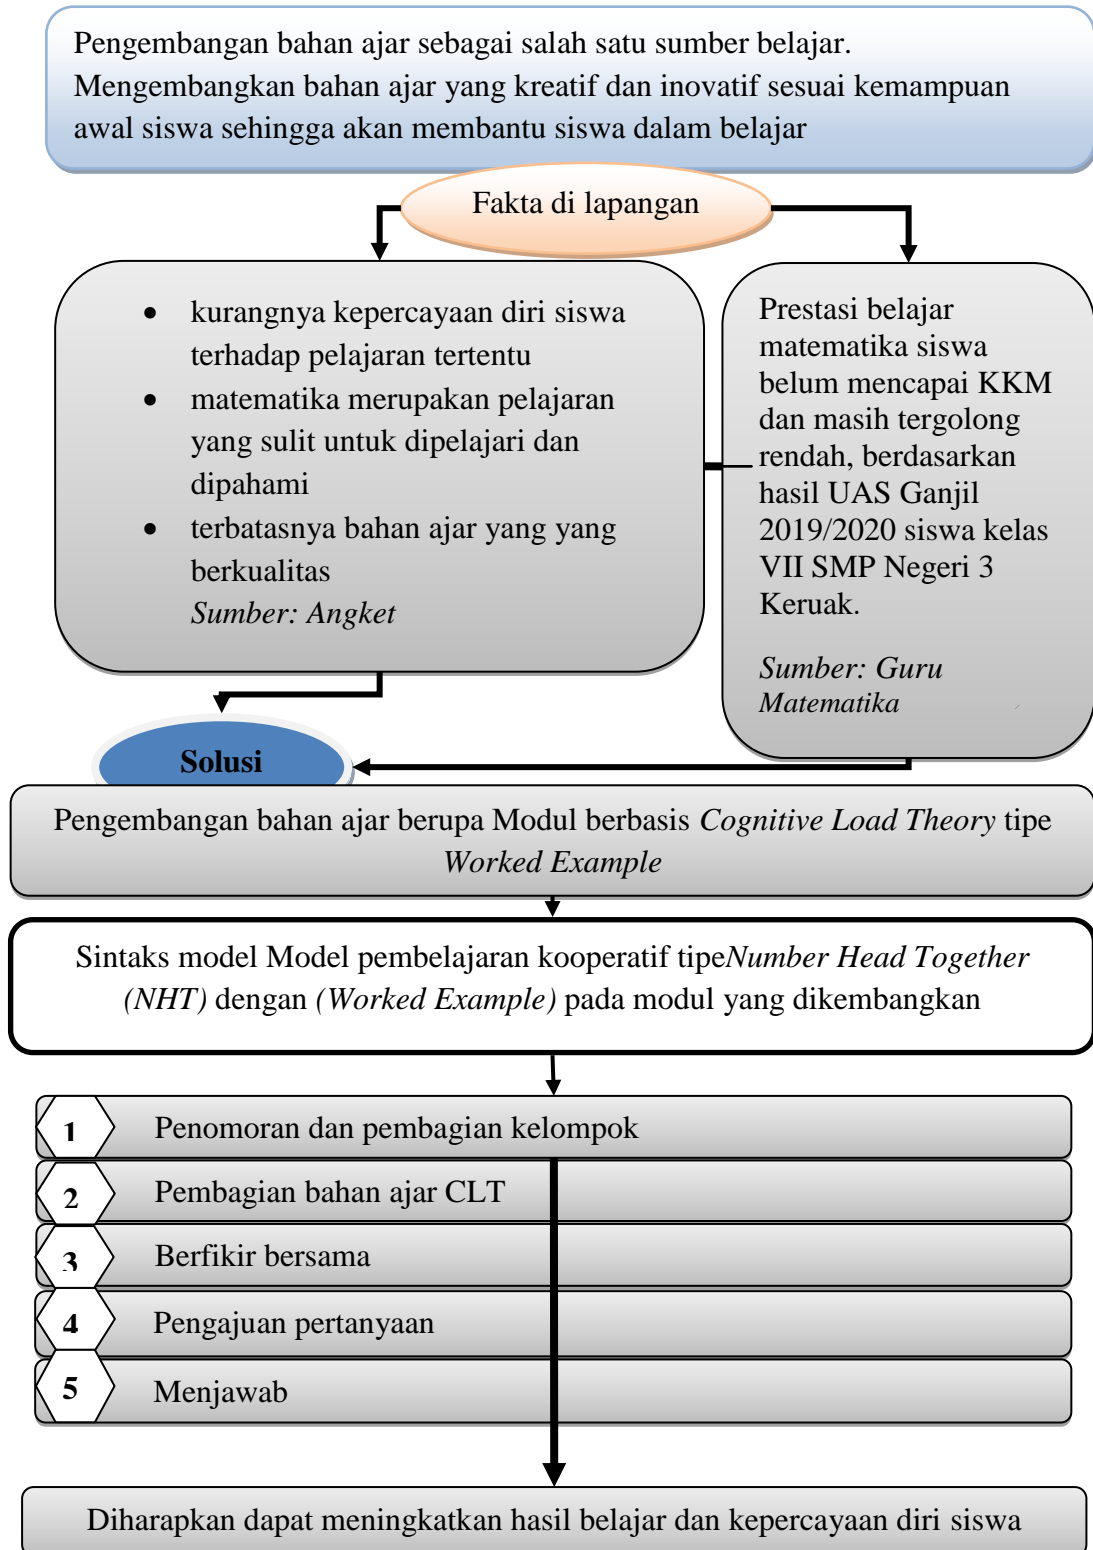 Pengembangan bahan ajar sebagai salah satu sumber belajar.
Mengembangkan bahan ajar yang kreatif dan inovatif sesuai kemampuan
awal siswa sehingga akan membantu siswa dalam belajar
Fakta di lapangan
• kurangnya kepercayaan diri siswa
terhadap pelajaran tertentu
• matematika merupakan pelajaran
yang sulit untuk dipelajari dan
dipahami
• terbatasnya bahan ajar yang yang
berkualitas
Sumber: Angket
Prestasi belajar
matematika siswa
belum mencapai KKM
dan masih tergolong
rendah, berdasarkan
hasil UAS Ganjil
2019/2020 siswa kelas
VII SMP Negeri 3
Keruak.
Sumber: Guru
Matematika
Solusi
Pengembangan bahan ajar berupa Modul berbasis Cognitive Load Theory tipe
Worked Example
Sintaks model Model pembelajaran kooperatif tipeNumber Head Together
(NHT) dengan (Worked Example) pada modul yang dikembangkan
1 Penomoran dan pembagian kelompok
2 Pembagian bahan ajar CLT
3 Berfikir bersama
4 Pengajuan pertanyaan
5 Menjawab
Diharapkan dapat meningkatkan hasil belajar dan kepercayaan diri siswa